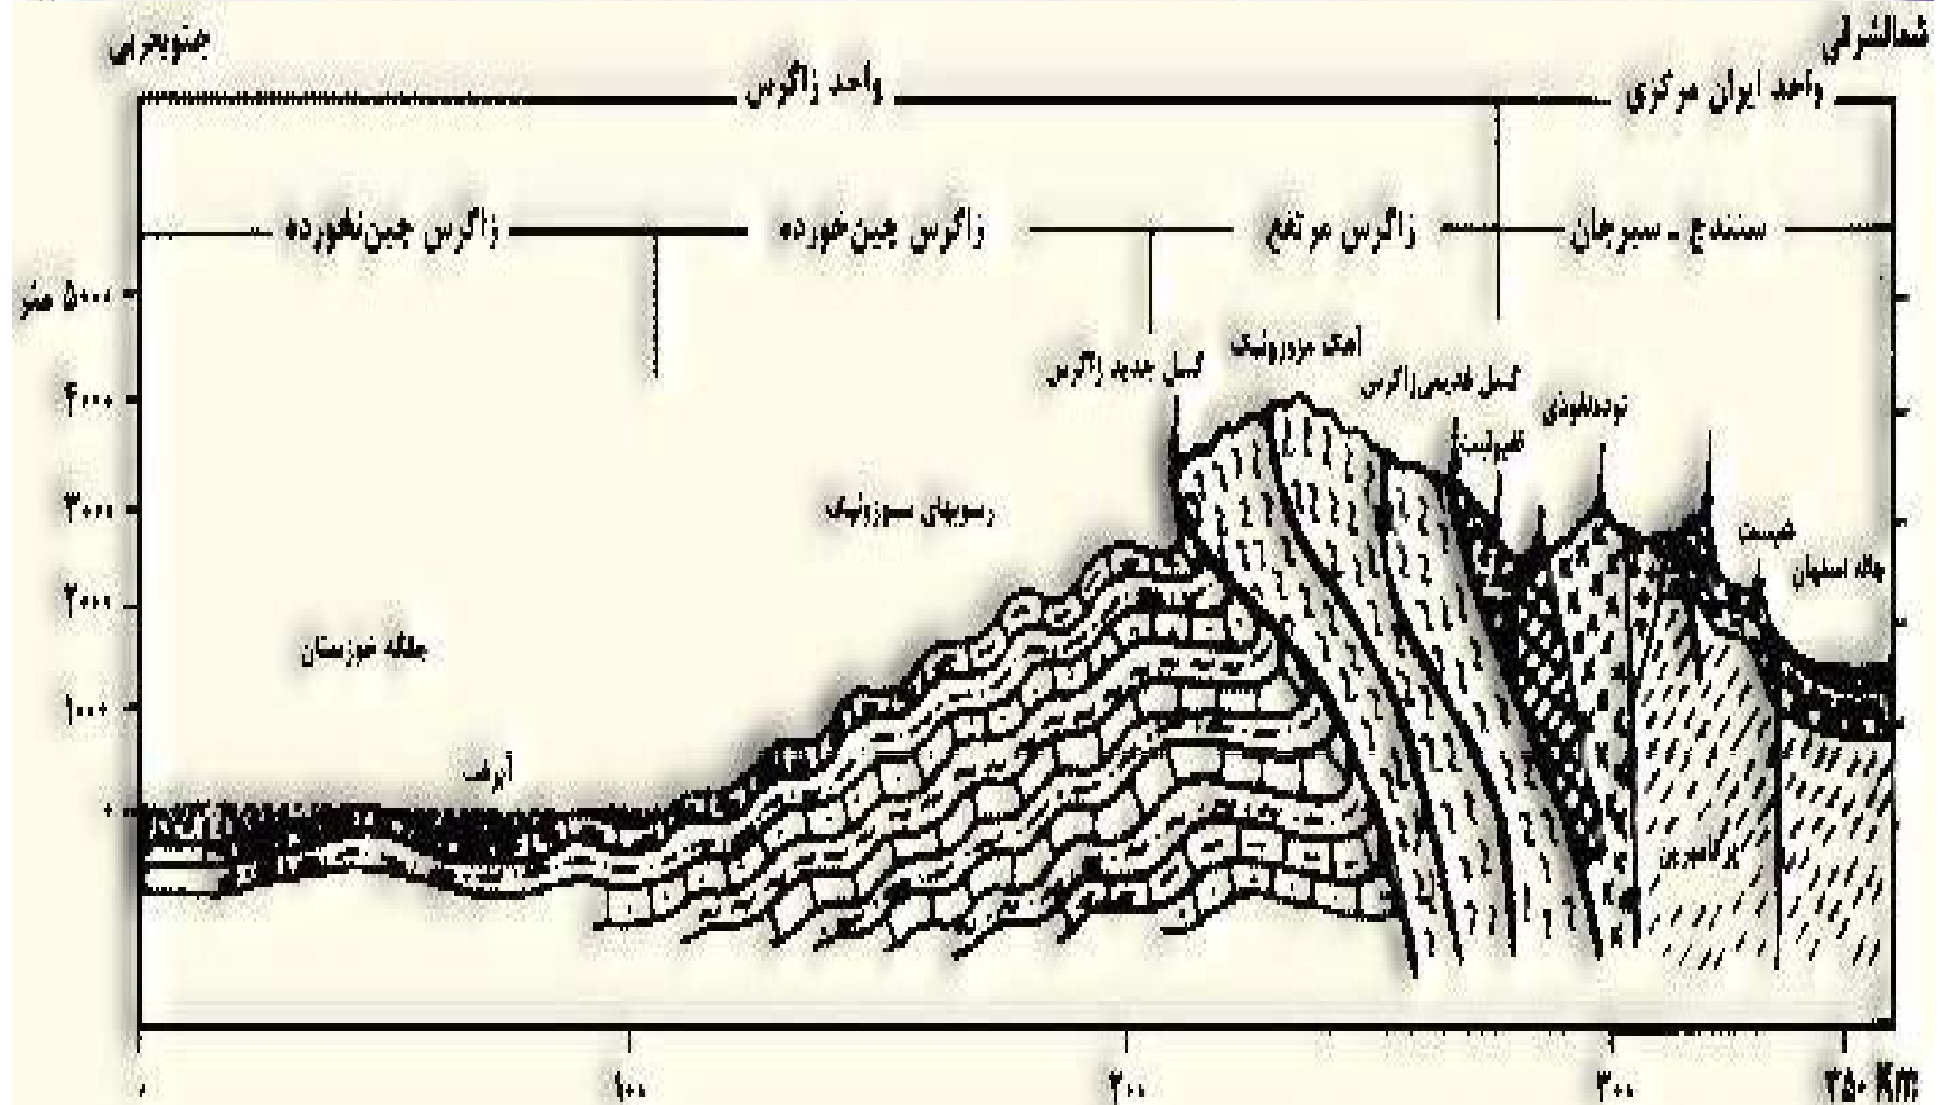 شمالشرقی
جنوبغربی
واحد ایران مرکزی
واحد زاگرس
سنندج - سیرجان
زاگرس مرتفع
زاگرس چین‌خورده
زاگرس چین‌نخورده
۵۰۰۰ متر
۴۰۰۰
۳۰۰۰
۲۰۰۰
۱۰۰۰
۰
آهک مزوزوئیک
گسل جدید زاگرس
گسل قدیمی زاگرس
توده‌نفوذی
افیولیت
رسوبهای سنوزوئیک
شیست
چاله اصفهان
جلگه خوزستان
آبرفت
پرکامبرین
۰
۱۰۰
۲۰۰
۳۰۰
۳۵۰ Km